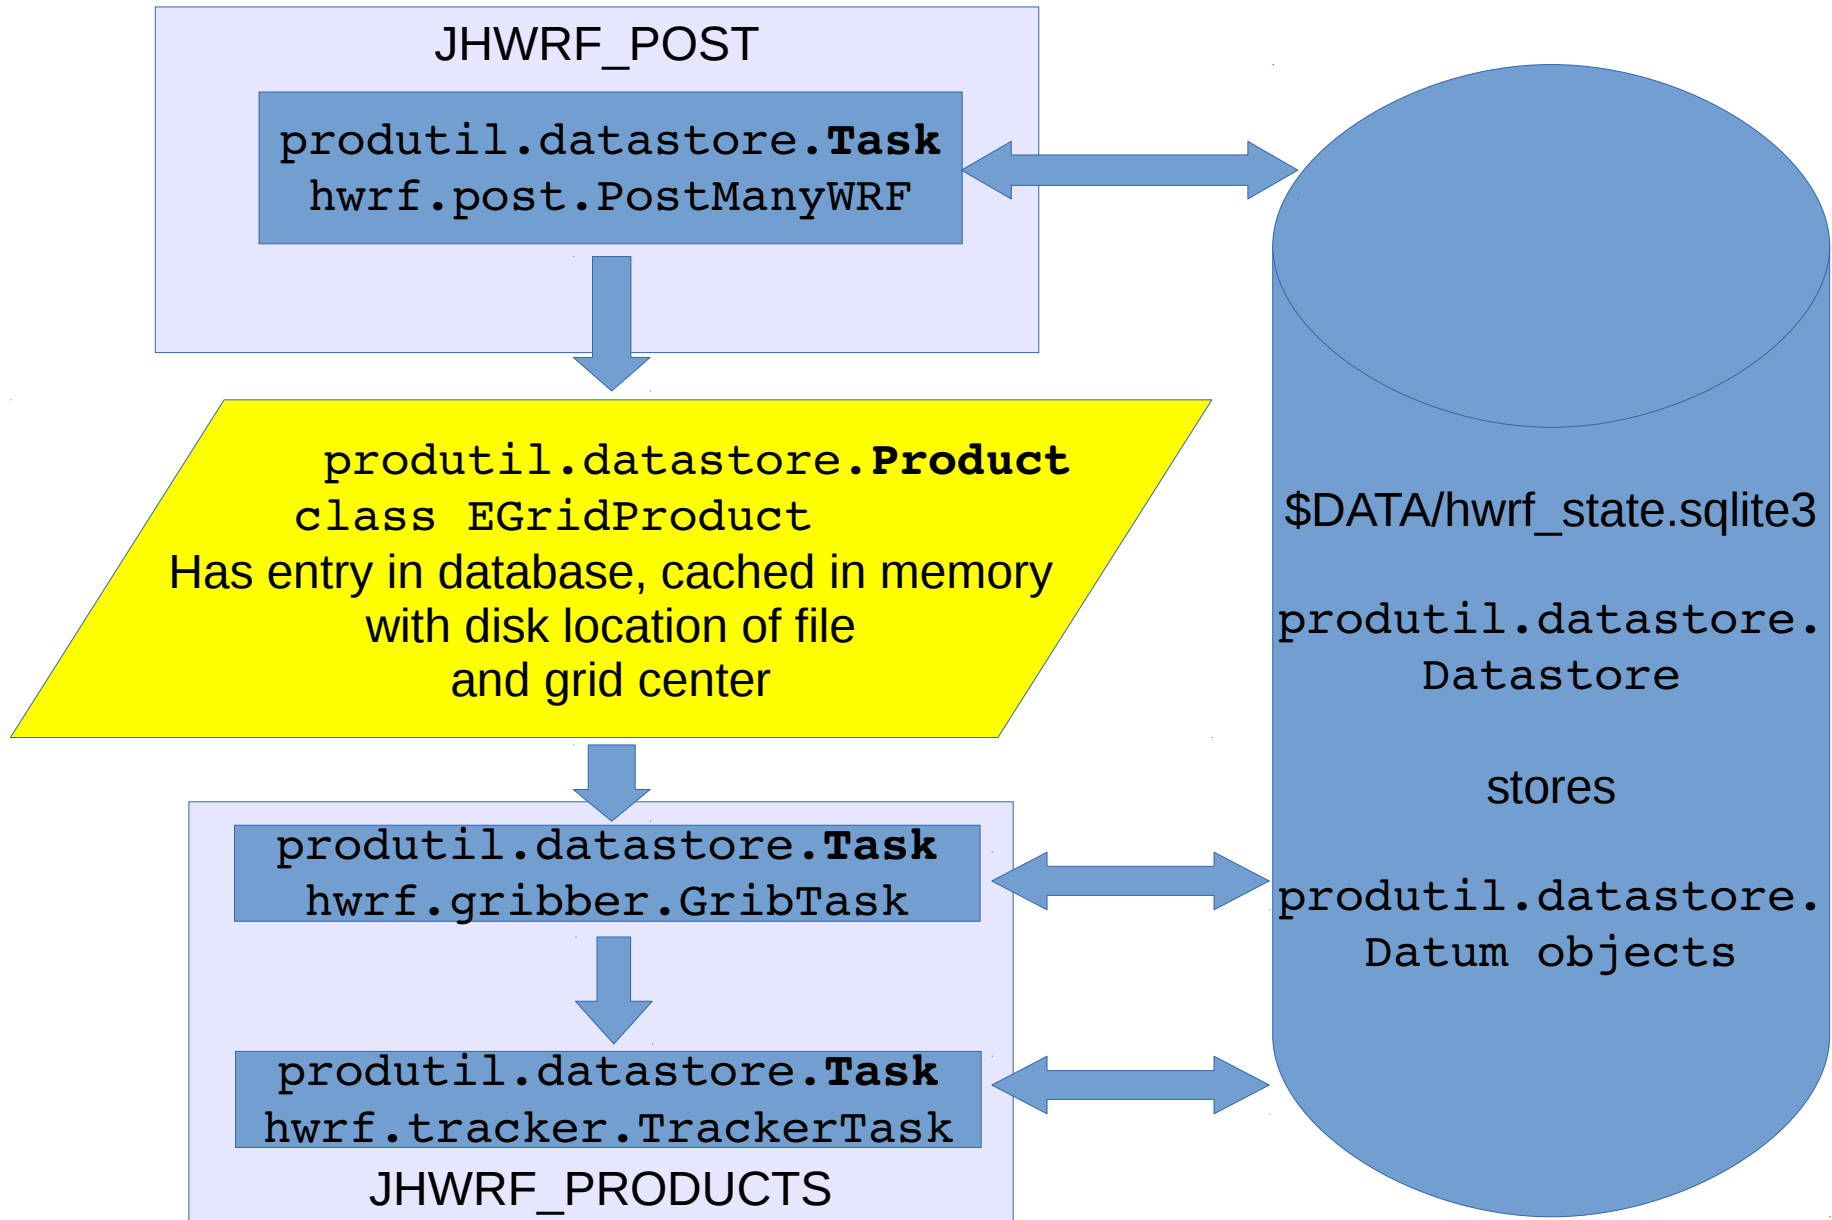 JHWRF_POST
produtil.datastore.Task
hwrf.post.PostManyWRF
produtil.datastore.Product
class EGridProduct
Has entry in database, cached in memory
with disk location of file
and grid center
produtil.datastore.Task
hwrf.gribber.GribTask
produtil.datastore.Task
hwrf.tracker.TrackerTask
JHWRF_PRODUCTS
$DATA/hwrf_state.sqlite3
produtil.datastore.
Datastore
stores
produtil.datastore.
Datum objects